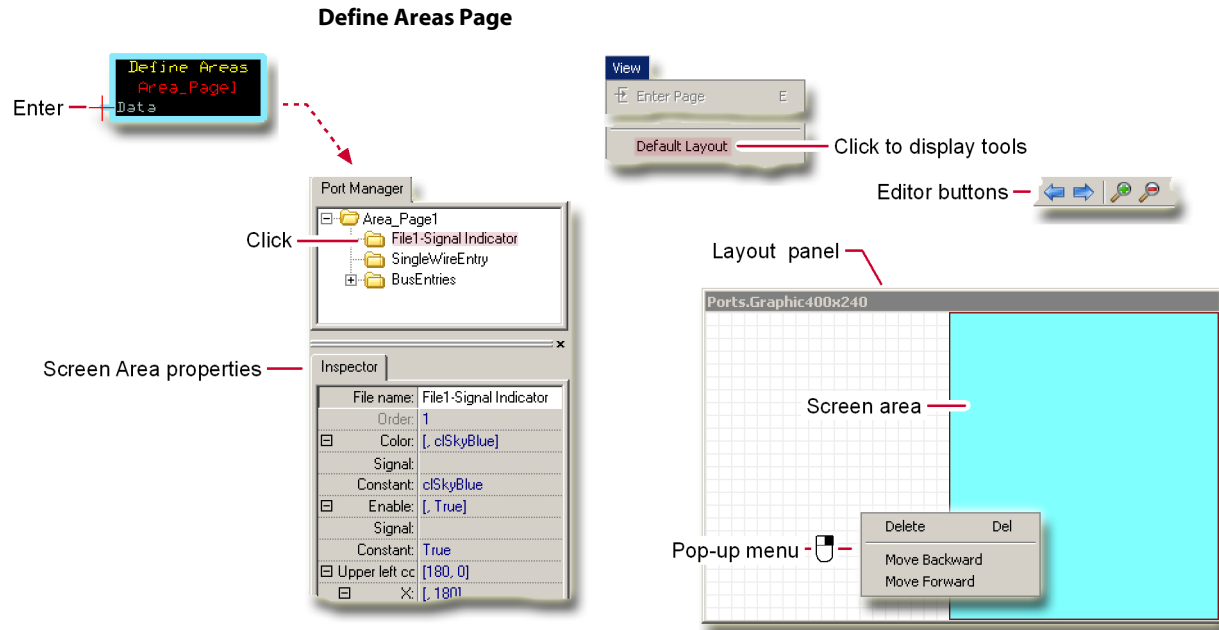 Define Areas Page
Define Areas
Area_Page1
Data
Enter
Port Manager
Area_Page1
File1-Signal Indicator
SingleWireEntry
BusEntries
Click
Screen Area properties
Inspector
File name: File1-Signal Indicator
Order: 1
Color: [, clSkyBlue]
Signal:
Constant: clSkyBlue
Enable: [, True]
Signal:
Constant: True
Upper left cc [180, 0]
X: [, 180]
View
Enter Page E
Default Layout
Click to display tools
Editor buttons
Layout panel
Ports.Graphic400x240
Screen area
Pop-up menu
Delete Del
Move Backward
Move Forward